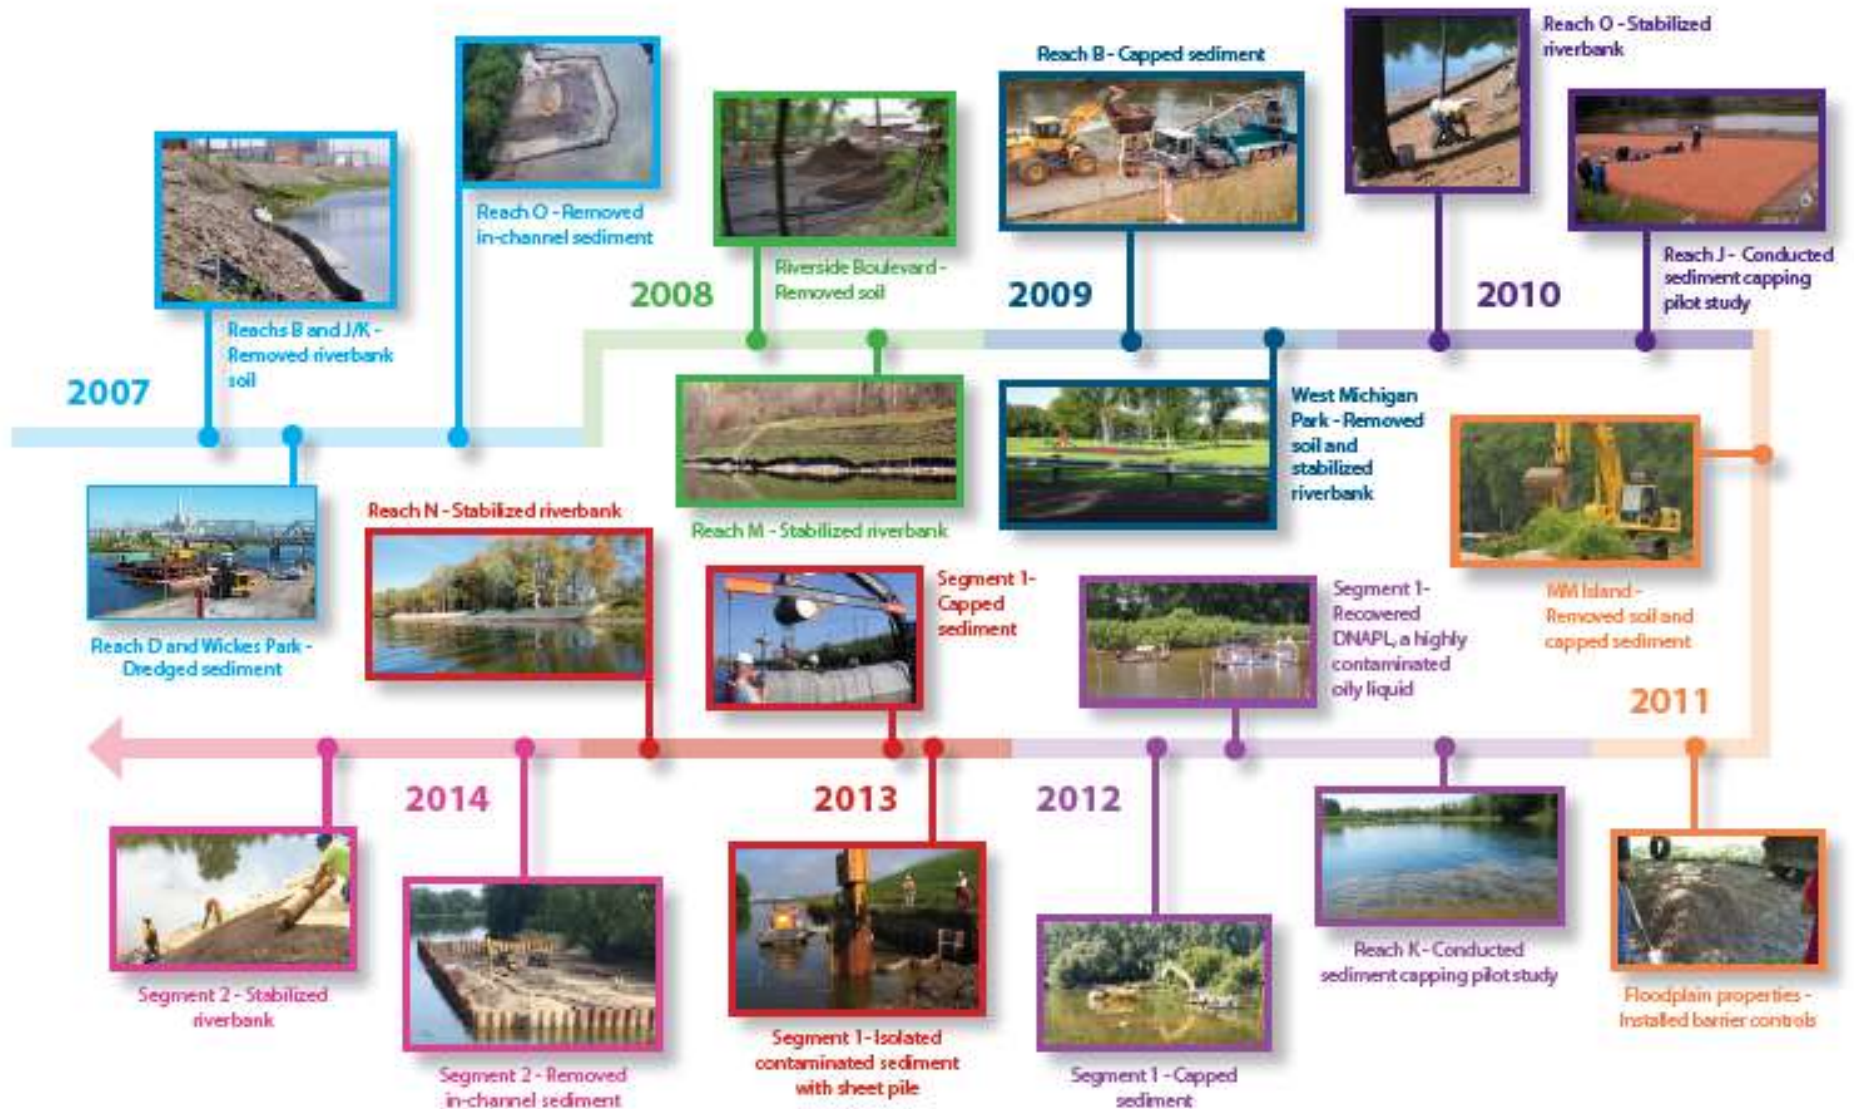 2007
Reachs B and J/K -
Removed riverbank
soil
Reach D and Wickes Park -
Dredged sediment
Reach O - Removed
in-channel sediment
2008
Riverside Boulevard -
Removed soil
Reach M - Stabilized riverbank
2009
Reach B - Capped sediment
West Michigan
Park - Removed
soil and
stabilized
riverbank
2010
Reach O - Stabilized
riverbank
Reach J - Conducted
sediment capping
pilot study
2011
MM Island -
Removed soil and
capped sediment
Floodplain properties -
Installed barrier controls
2012
Reach K - Conducted
sediment capping pilot study
Segment 1-
Recovered
DNAPL, a highly
contaminated
oily liquid
Segment 1 - Capped
sediment
2013
Segment 1-Isolated
contaminated sediment
with sheet pile
Segment 1-
Capped
sediment
Reach N - Stabilized riverbank
2014
Segment 2 - Removed
in-channel sediment
Segment 2 - Stabilized
riverbank